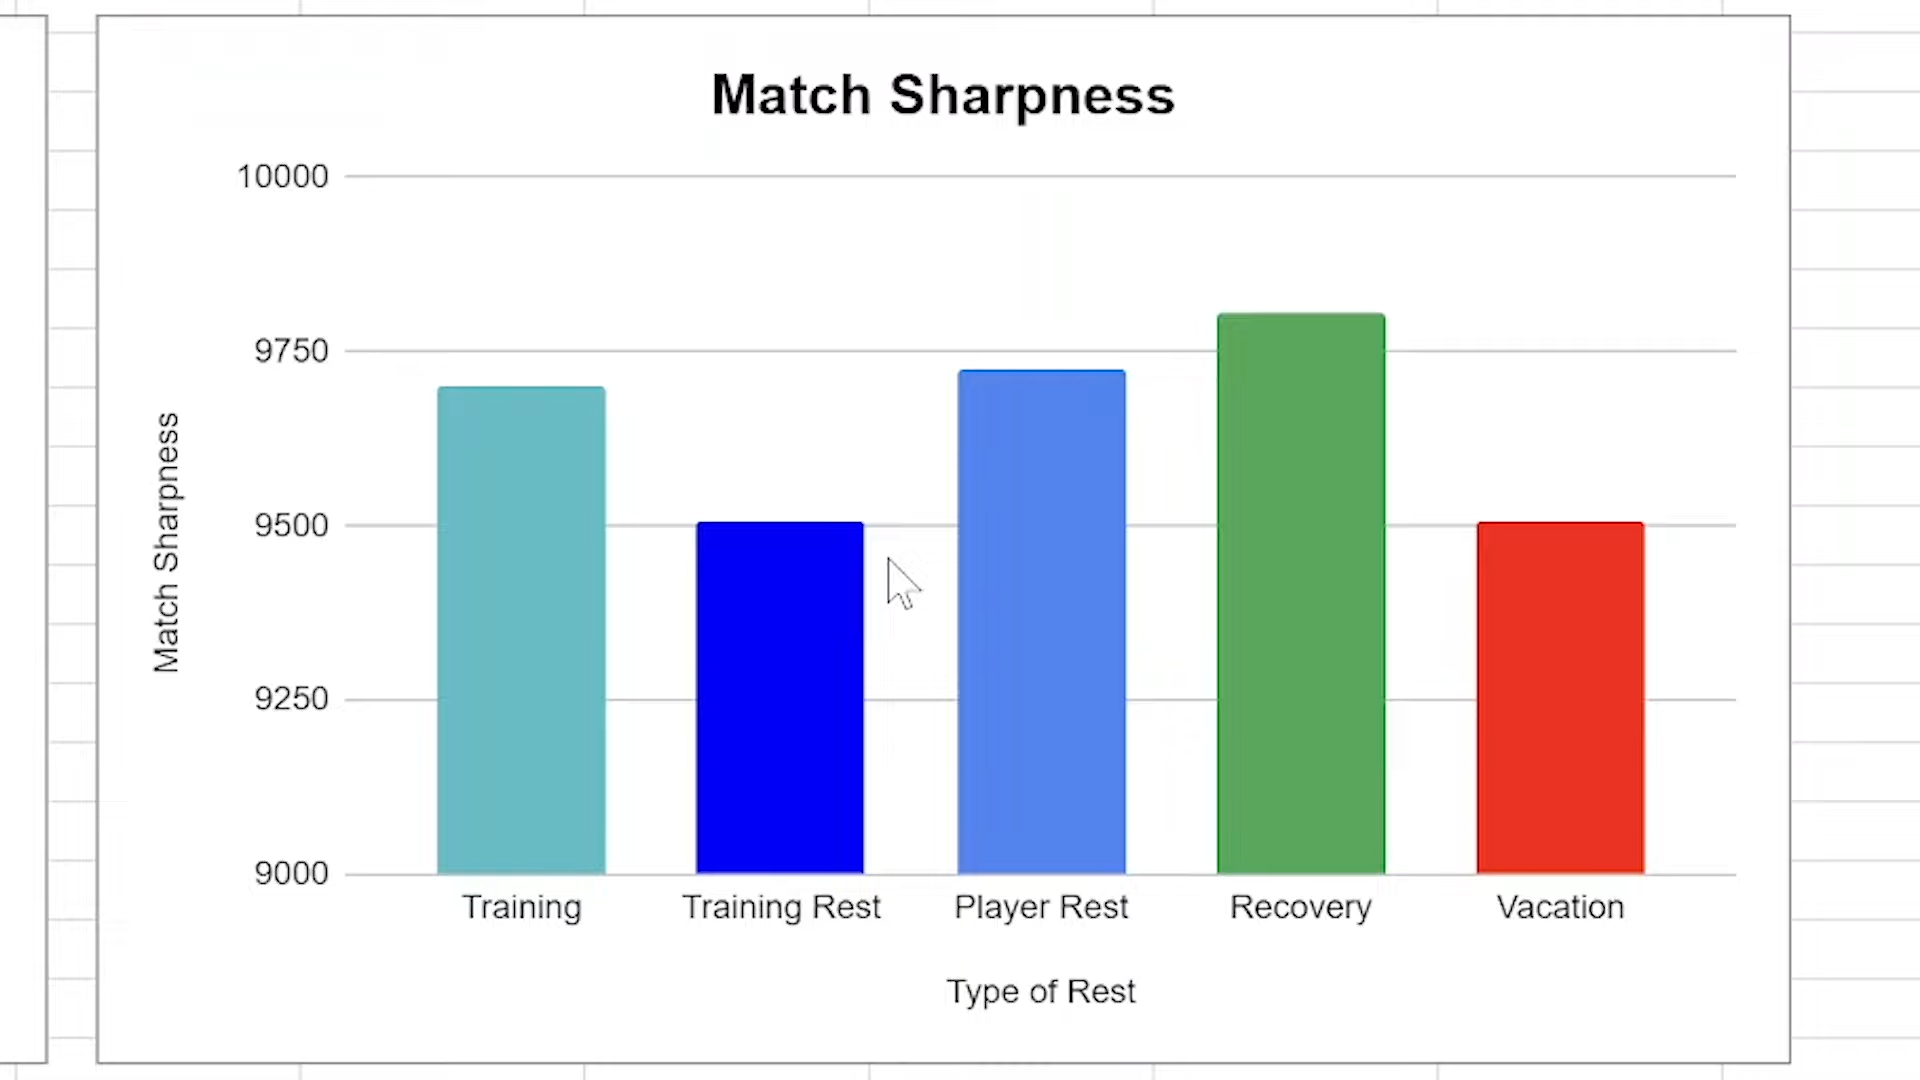 Match Sharpness
10000
9750
9500
9250
9000
Match Sharpness
Training
Training Rest
Player Rest
Recovery
Vacation
Type of Rest